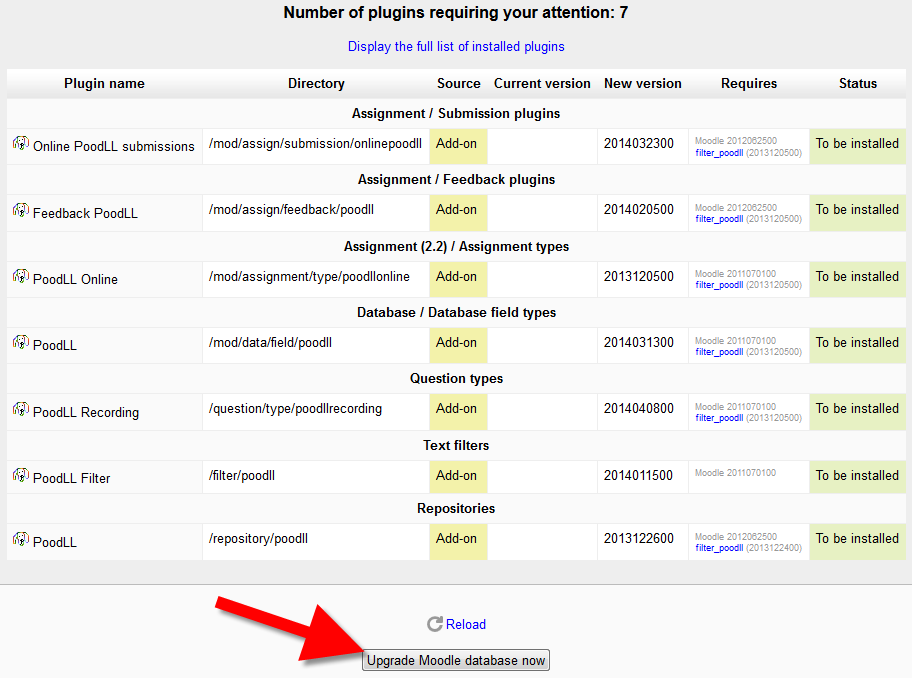 Number of plugins requiring your attention: 7
Display the full list of installed plugins
Plugin name Directory Source Current version New version Requires Status
Assignment / Submission plugins
Online PoodLL submissions /mod/assign/submission/onlinepoodll Add-on 2014032300 Moodle 2012062500 To be installed
filter_poodll (2013120500)
Assignment / Feedback plugins
Feedback PoodLL /mod/assign/feedback/poodll Add-on 2014020500 Moodle 2012062500 To be installed
filter_poodll (2013120500)
Assignment (2.2) / Assignment types
PoodLL Online /mod/assignment/type/poodllonline Add-on 2013120500 Moodle 2011070100 To be installed
filter_poodll (2013120500)
Database / Database field types
PoodLL /mod/data/field/poodll Add-on 2014031300 Moodle 2011070100 To be installed
filter_poodll (2013120500)
Question types
PoodLL Recording /question/type/poodllrecording Add-on 2014040800 Moodle 2011070100 To be installed
filter_poodll (2013120500)
Text filters
PoodLL Filter /filter/poodll Add-on 2014011500 Moodle 2011070100 To be installed
Repositories
PoodLL /repository/poodll Add-on 2013122600 Moodle 2012062500 To be installed
filter_poodll (2013122400)
Reload
Upgrade Moodle database now